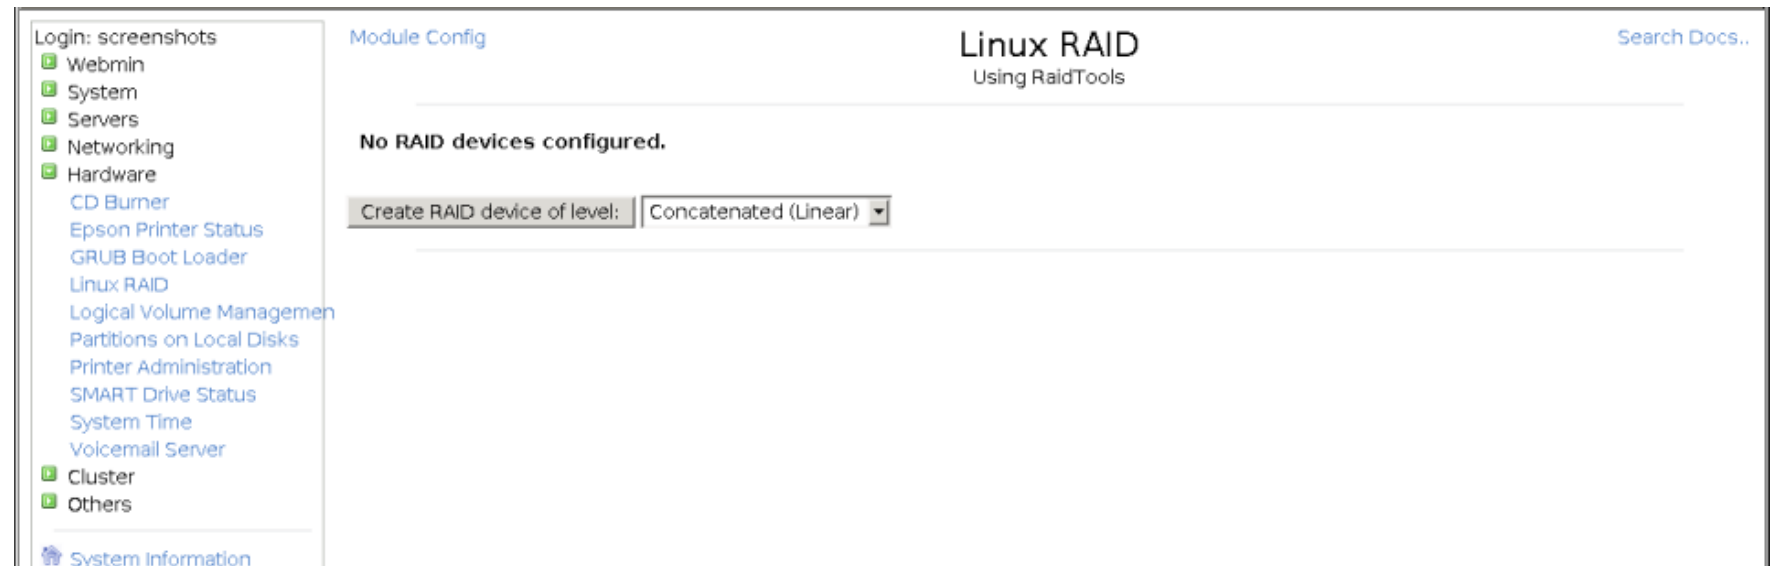 Login: screenshots
Webmin
System
Servers
Networking
Hardware
CD Burner
Epson Printer Status
GRUB Boot Loader
Linux RAID
Logical Volume Managemen
Partitions on Local Disks
Printer Administration
SMART Drive Status
System Time
Voicemail Server
Cluster
Others
System Information
Module Config
Linux RAID
Using RaidTools
Search Docs..
No RAID devices configured.
Create RAID device of level: Concatenated (Linear)